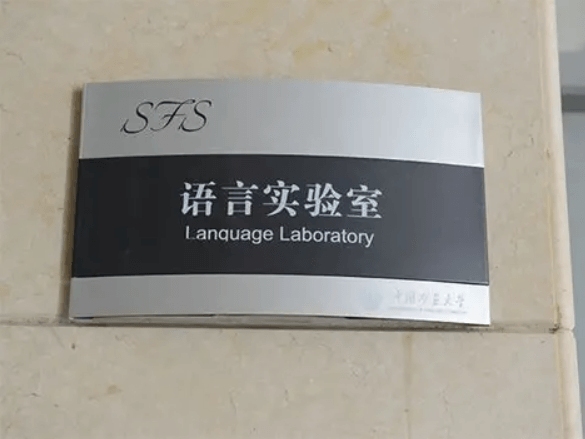 SFS
语言实验室
Lanquage Laboratory